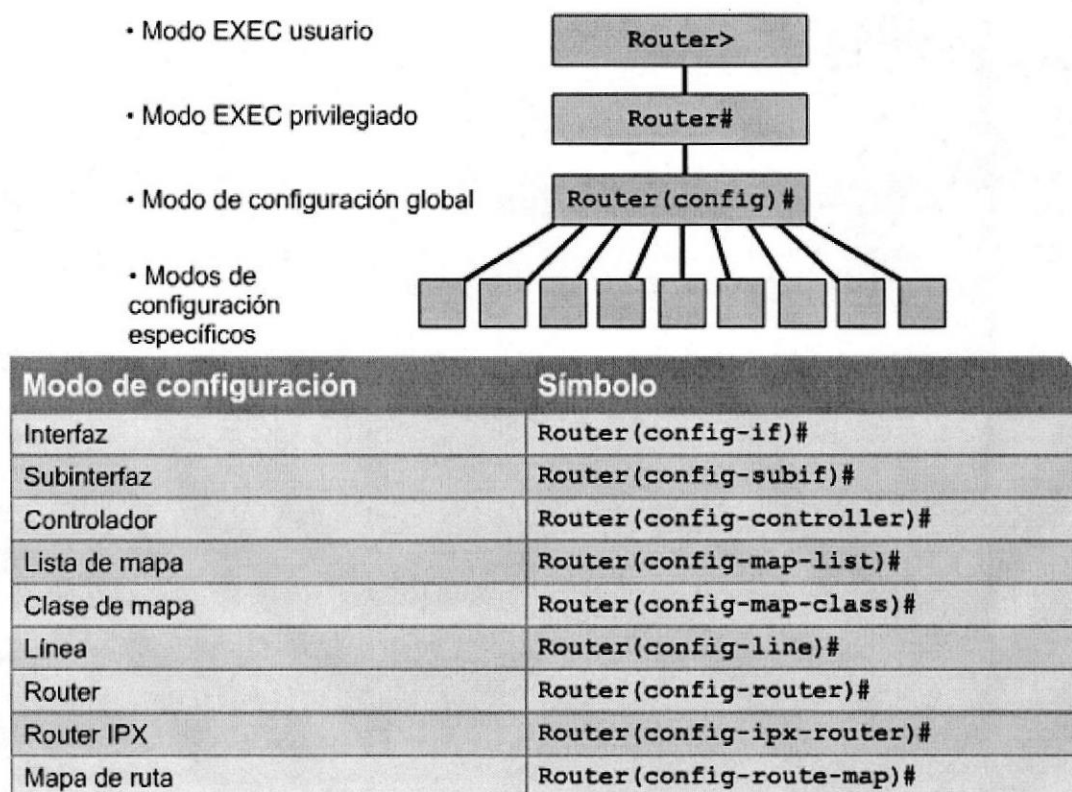 • Modo EXEC usuario
Router>
• Modo EXEC privilegiado
Router#
• Modo de configuración global
Router(config)#
• Modos de
configuración
específicos
Modo de configuración Símbolo
Interfaz Router(config-if)#
Subinterfaz Router(config-subif)#
Controlador Router(config-controller)#
Lista de mapa Router(config-map-list)#
Clase de mapa Router(config-map-class)#
Línea Router(config-line)#
Router Router(config-router)#
Router IPX Router(config-ipx-router)#
Mapa de ruta Router(config-route-map)#